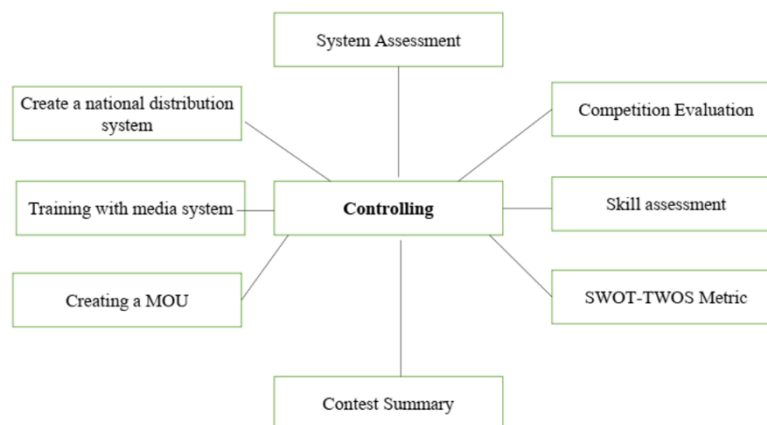 System Assessment
Create a national distribution
system
Competition Evaluation
Training with media system
Controlling
Skill assessment
Creating a MOU
SWOT-TWOS Metric
Contest Summary